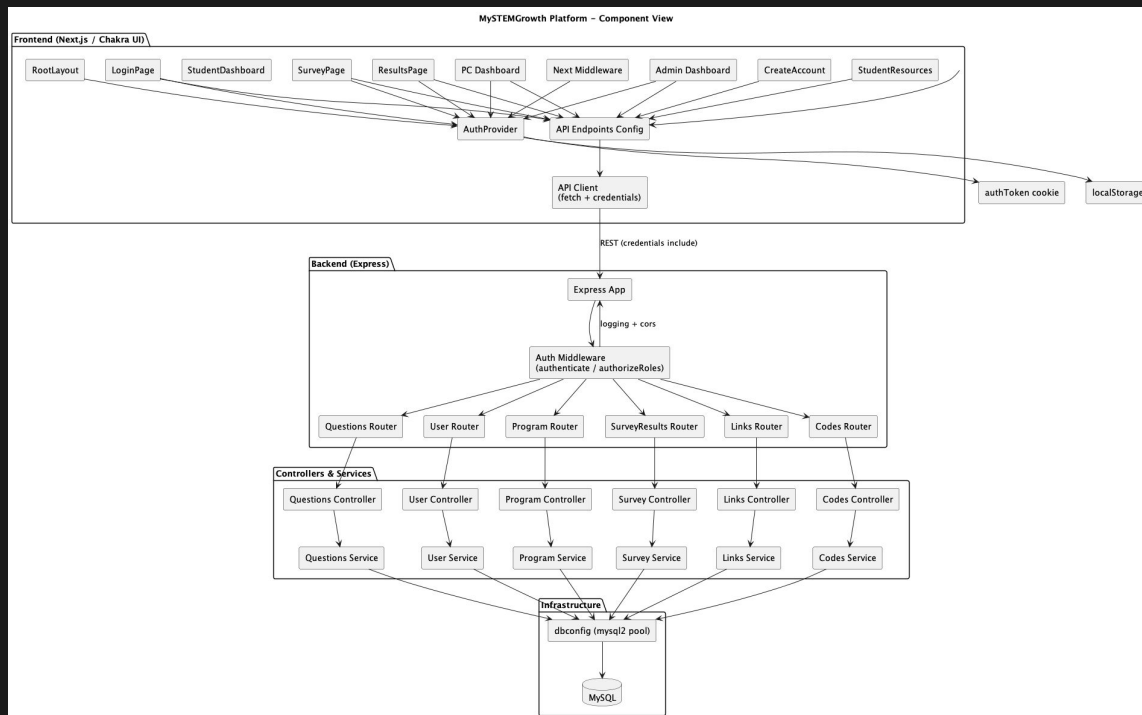 MySTEMGrowth Platform – Component View
Frontend (Next.js / Chakra UI)
RootLayout
LoginPage
StudentDashboard
SurveyPage
ResultsPage
PC Dashboard
Next Middleware
Admin Dashboard
CreateAccount
StudentResources
AuthProvider
API Endpoints Config
API Client
(fetch + credentials)
authToken cookie
localStorage
REST (credentials include)
Backend (Express)
Express App
logging + cors
Auth Middleware
(authenticate / authorizeRoles)
Questions Router
User Router
Program Router
SurveyResults Router
Links Router
Codes Router
Controllers & Services
Questions Controller
User Controller
Program Controller
Survey Controller
Links Controller
Codes Controller
Questions Service
User Service
Program Service
Survey Service
Links Service
Codes Service
Infrastructure
dbconfig (mysql2 pool)
MySQL